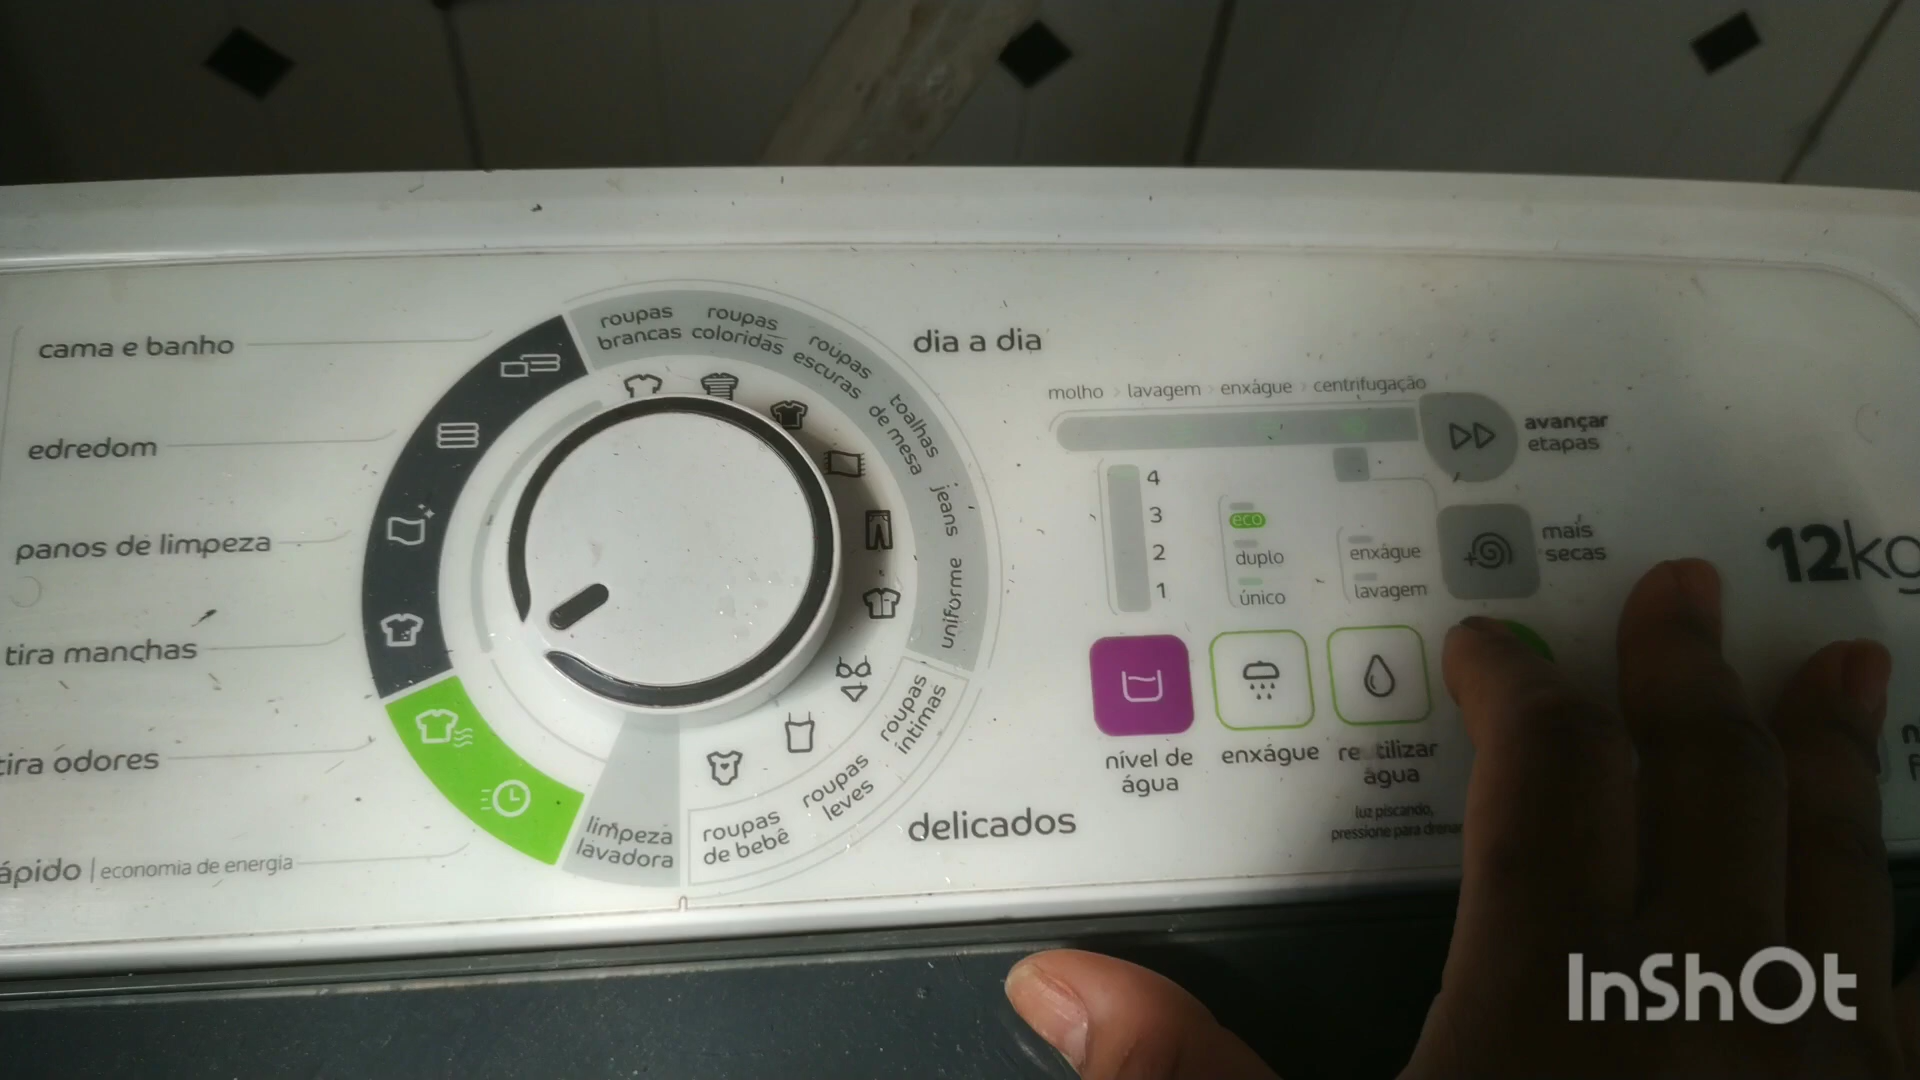 cama e banho
edredom
panos de limpeza
tira manchas
tira odores
ápido | economia de energia
roupas
brancas
roupas
coloridas
roupas
escuras
toalhas
de mesa
jeans
uniforme
roupas
íntimas
roupas
leves
roupas
de bebê
limpeza
lavadora
dia a dia
delicados
molho > lavagem > enxágue > centrifugação
avançar
etapas
4
3
2
1
eco
duplo
único
enxágue
lavagem
mais
secas
12kg
nível de
água
enxágue
reutilizar
água
luz piscando,
pressione para drenar
InShOt